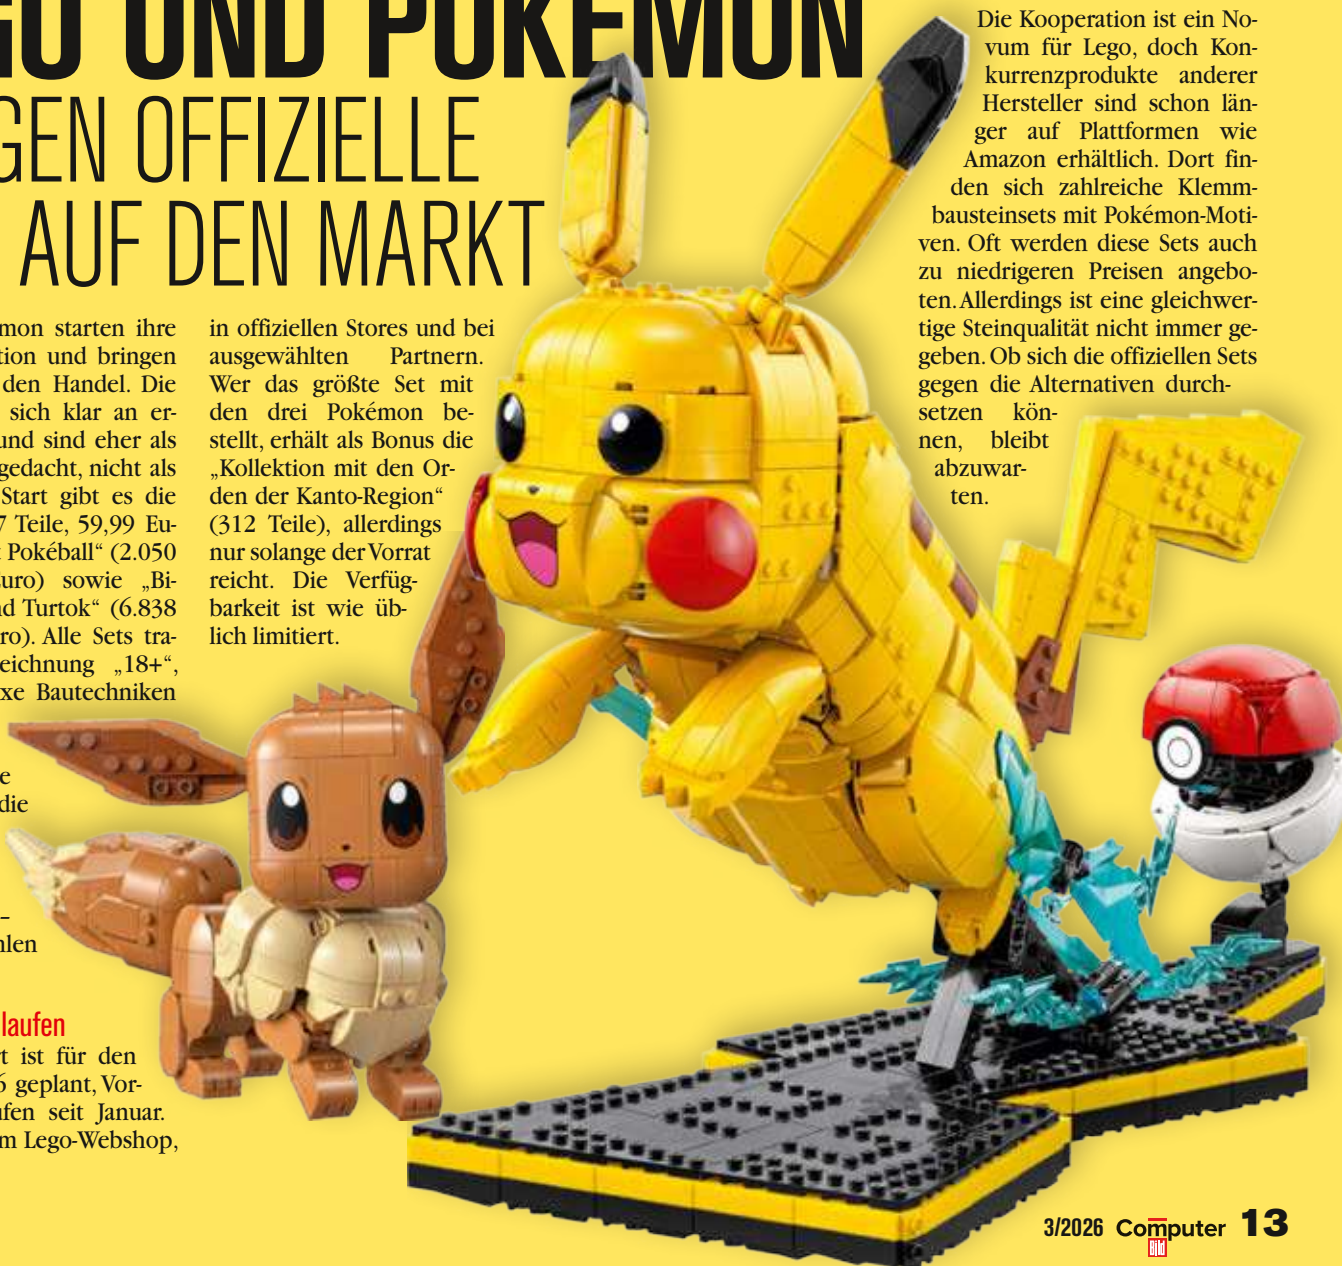 GO UND POKÉMON
GEN OFFIZIELLE
AUF DEN MARKT
mon starten ihre
tion und bringen
den Handel. Die
sich klar an er-
und sind eher als
gedacht, nicht als
Start gibt es die
7 Teile, 59,99 Eu-
t Pokéball“ (2.050
Euro) sowie „Bi-
nd Turtok“ (6.838
ro). Alle Sets tra-
eichnung „18+“,
xe Bautechniken
e
die
-
hlen
laufen
rt ist für den
6 geplant, Vor-
ufen seit Januar.
m Lego-Webshop,
in offiziellen Stores und bei
ausgewählten Partnern.
Wer das größte Set mit
den drei Pokémon be-
stellt, erhält als Bonus die
„Kollektion mit den Or-
den der Kanto-Region“
(312 Teile), allerdings
nur solange der Vorrat
reicht. Die Verfüg-
barkeit ist wie üb-
lich limitiert.
Die Kooperation ist ein No-
vum für Lego, doch Kon-
kurrenzprodukte anderer
Hersteller sind schon län-
ger auf Plattformen wie
Amazon erhältlich. Dort fin-
den sich zahlreiche Klemm-
bausteinsets mit Pokémon-Moti-
ven. Oft werden diese Sets auch
zu niedrigeren Preisen angebo-
ten. Allerdings ist eine gleichwer-
tige Steinqualität nicht immer ge-
geben. Ob sich die offiziellen Sets
gegen die Alternativen durch-
setzen kön-
nen, bleibt
abzuwar-
ten.
3/2026 Computer Bild 13